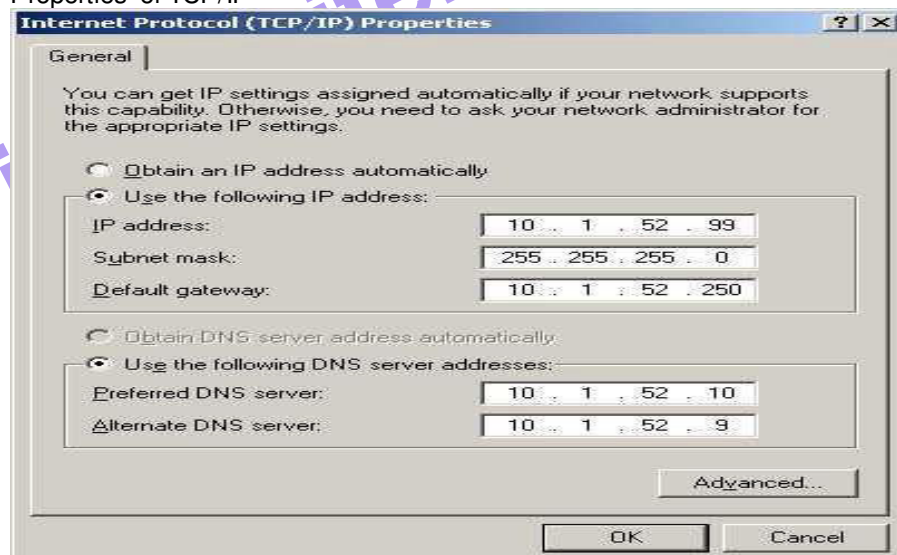 Properties of TCP/IP
Internet Protocol (TCP/IP) Properties
General
You can get IP settings assigned automatically if your network supports
this capability. Otherwise, you need to ask your network administrator for
the appropriate IP settings.
Obtain an IP address automatically
Use the following IP address:
IP address: 10 . 1 . 52 . 99
Subnet mask: 255 . 255 . 255 . 0
Default gateway: 10 . 1 . 52 . 250
Obtain DNS server address automatically
Use the following DNS server addresses:
Preferred DNS server: 10 . 1 . 52 . 10
Alternate DNS server: 10 . 1 . 52 . 9
Advanced...
OK Cancel